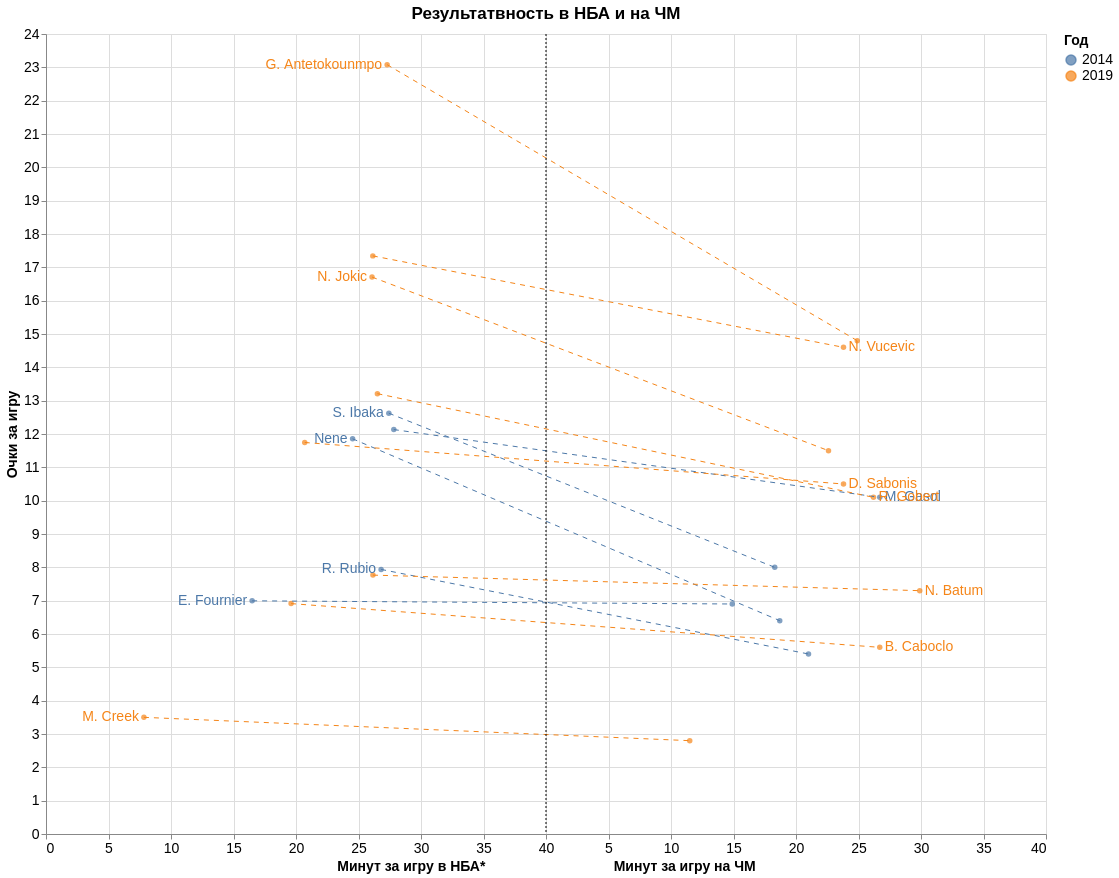 Результатвность в НБА и на ЧМ
Год
2014
2019
Очки за игру
24
23
22
21
20
19
18
17
16
15
14
13
12
11
10
9
8
7
6
5
4
3
2
1
0
G. Antetokounmpo
N. Jokic
N. Vucevic
S. Ibaka
Nene
D. Sabonis
M. Gasol
R. Gobert
R. Rubio
N. Batum
E. Fournier
B. Caboclo
M. Creek
0 5 10 15 20 25 30 35 40 5 10 15 20 25 30 35 40
Минут за игру в НБА* Минут за игру на ЧМ